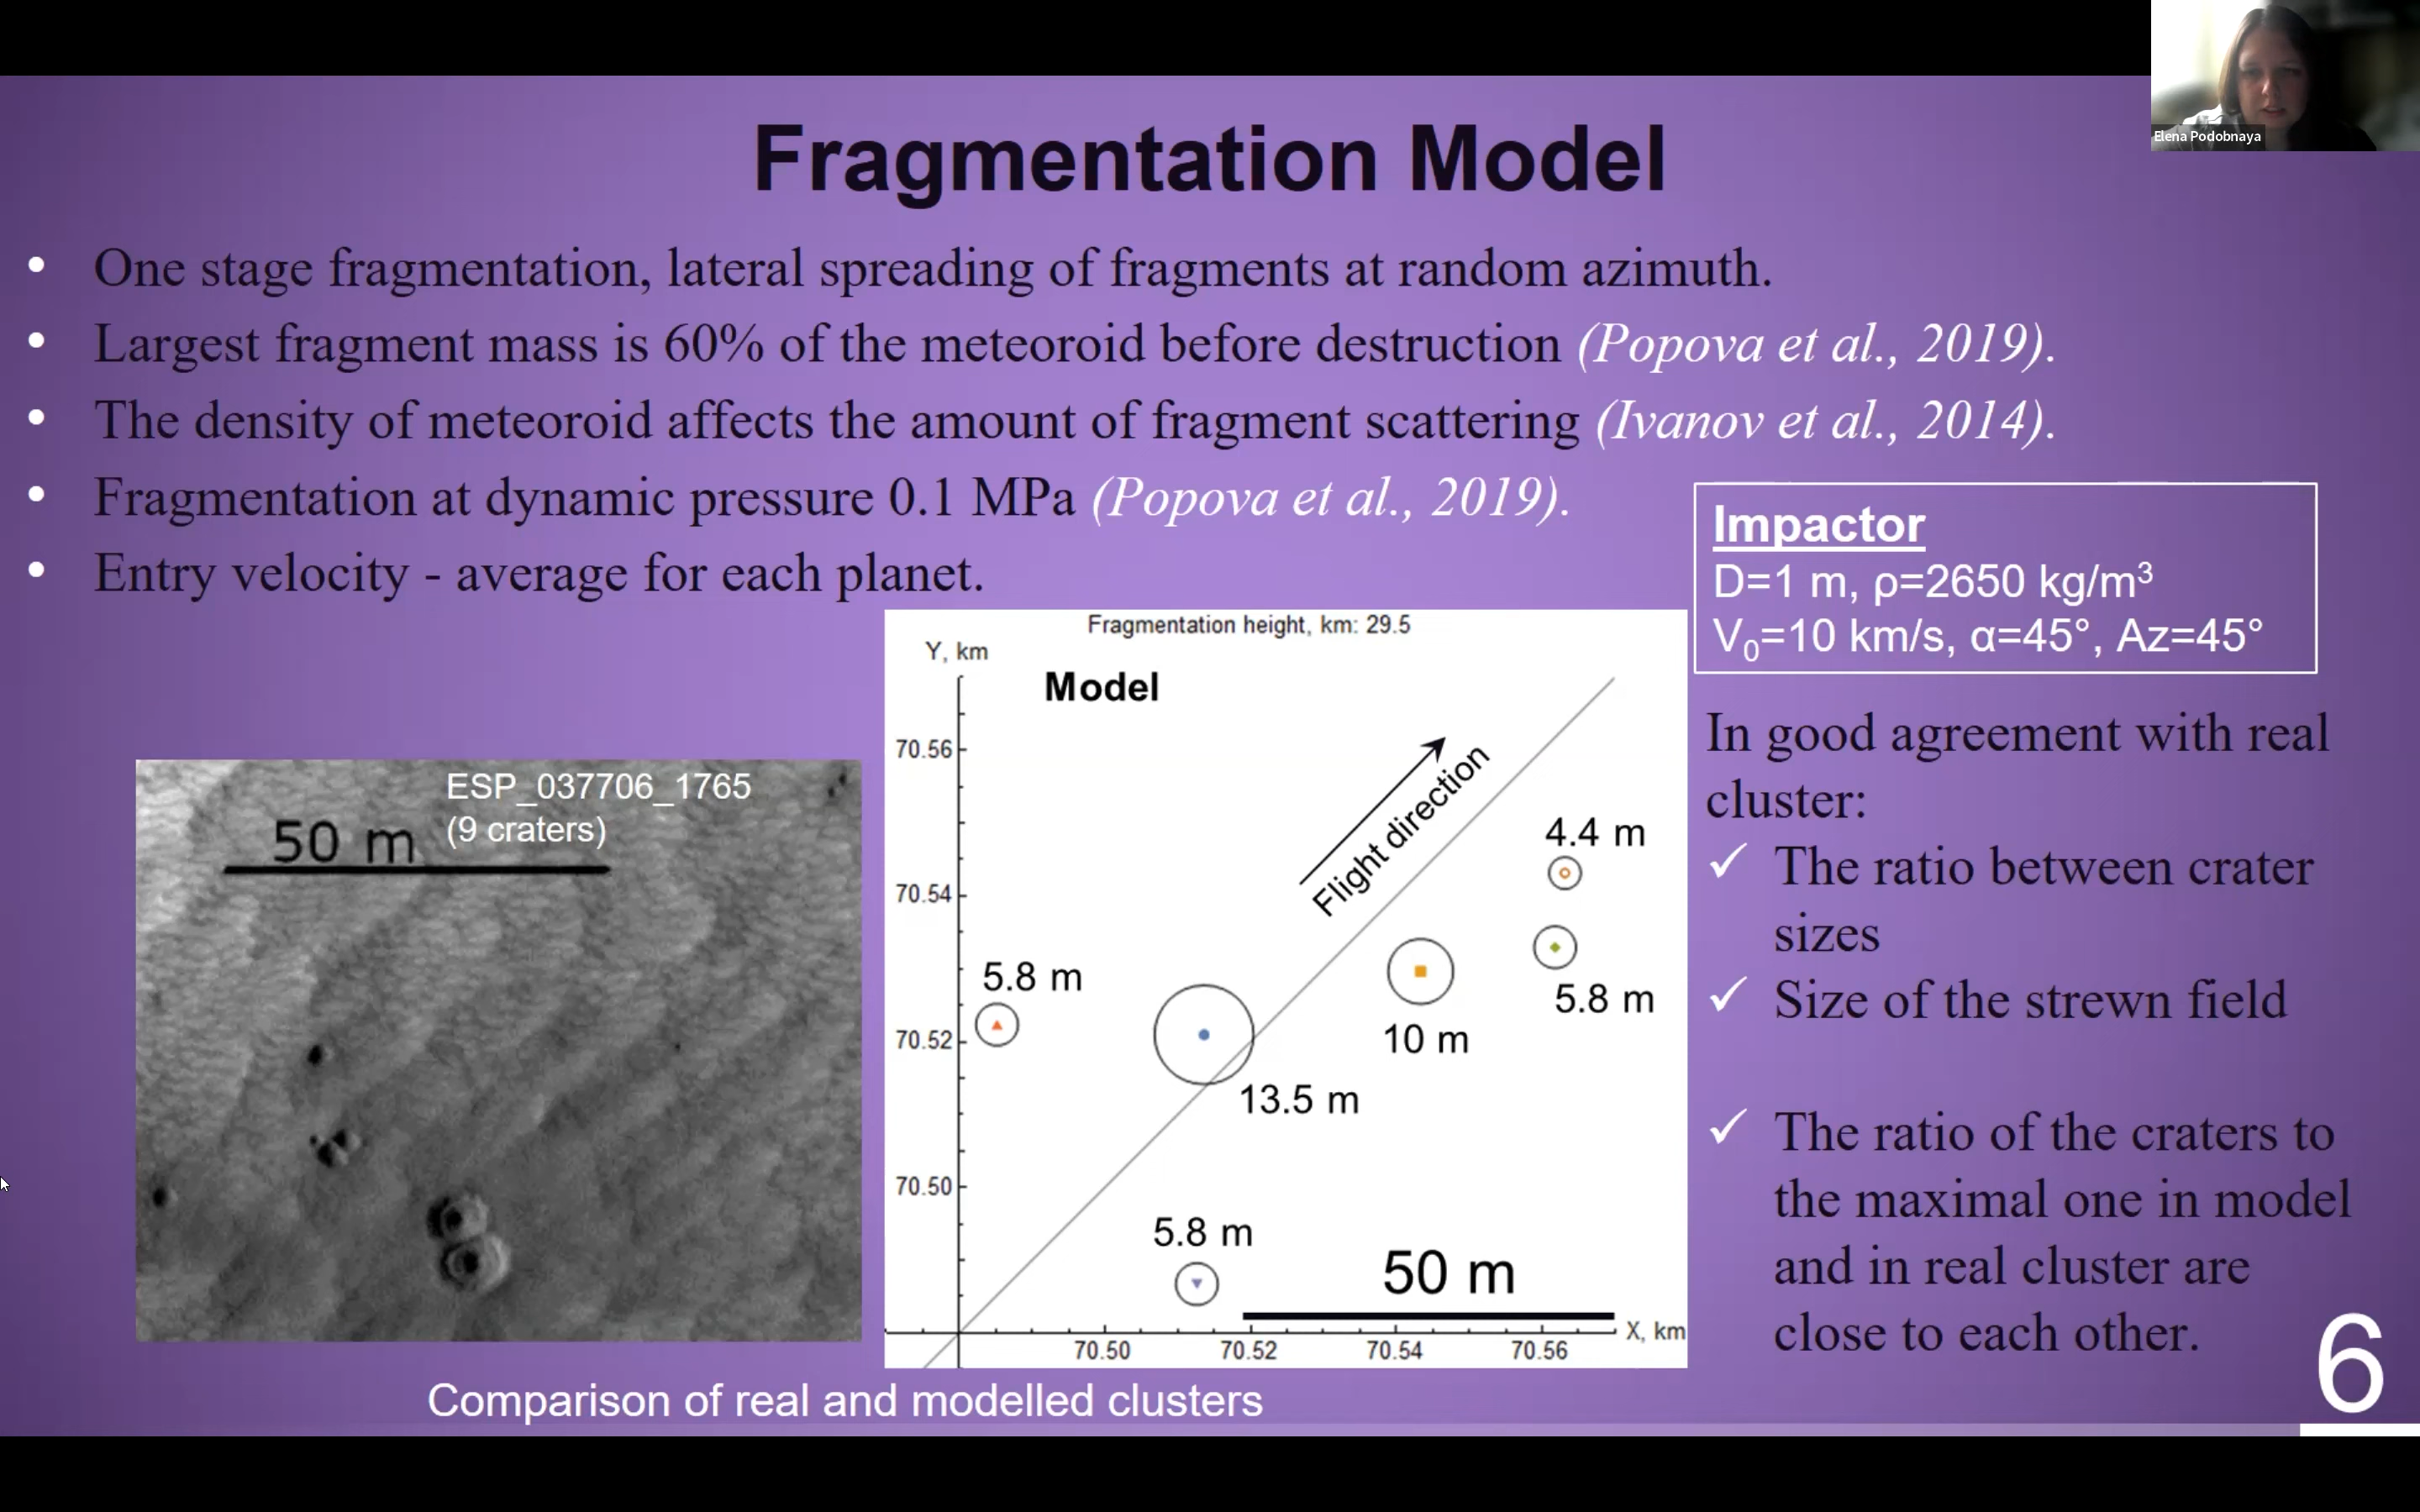 Elena Podobnaya
Fragmentation Model
• One stage fragmentation, lateral spreading of fragments at random azimuth.
• Largest fragment mass is 60% of the meteoroid before destruction (Popova et al., 2019).
• The density of meteoroid affects the amount of fragment scattering (Ivanov et al., 2014).
• Fragmentation at dynamic pressure 0.1 MPa (Popova et al., 2019).
• Entry velocity - average for each planet.
Impactor
D=1 m, ρ=2650 kg/m³
V₀=10 km/s, α=45°, Az=45°
ESP_037706_1765
(9 craters)
50 m
Fragmentation height, km: 29.5
Y, km
Model
70.56
70.54
70.52
70.50
Flight direction
4.4 m
5.8 m
5.8 m
10 m
13.5 m
5.8 m
50 m
X, km
70.50 70.52 70.54 70.56
In good agreement with real
cluster:
✓ The ratio between crater
sizes
✓ Size of the strewn field
✓ The ratio of the craters to
the maximal one in model
and in real cluster are
close to each other.
Comparison of real and modelled clusters
6